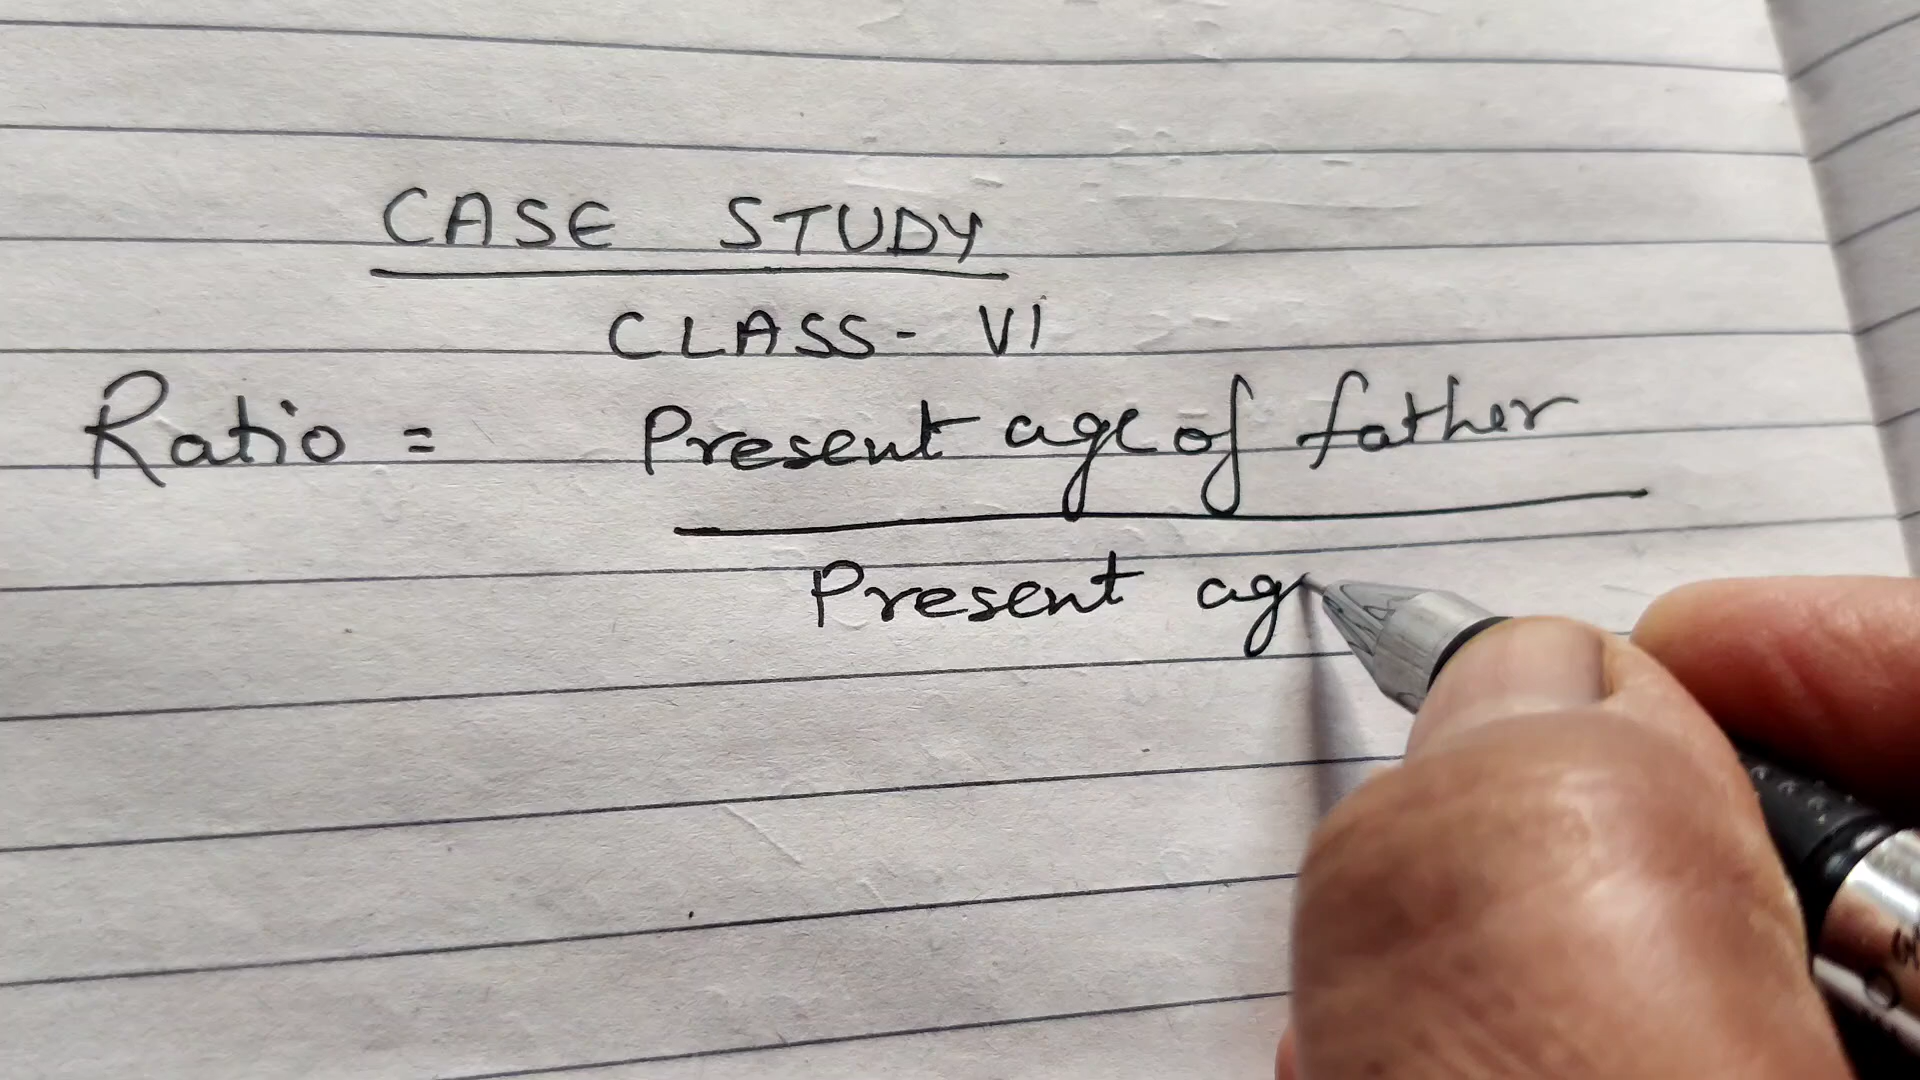 CASE STUDY
CLASS- VI
Ratio = Present age of father
Present ag